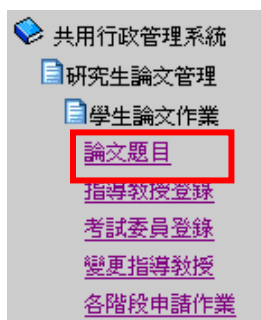 共用行政管理系統
研究生論文管理
學生論文作業
論文題目
指導教授登錄
考試委員登錄
變更指導教授
各階段申請作業